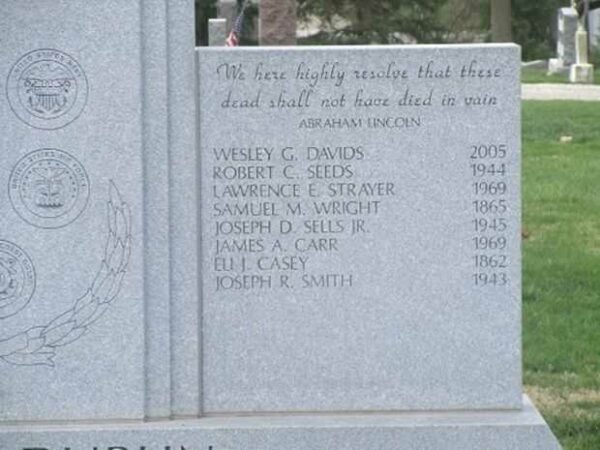 We here highly resolve that these
dead shall not have died in vain
ABRAHAM LINCOLN
WESLEY G. DAVIDS 2005
ROBERT C. SEEDS 1944
LAWRENCE E. STRAYER 1969
SAMUEL M. WRIGHT 1865
JOSEPH D. SELLS JR. 1945
JAMES A. CARR 1969
ELI J. CASEY 1862
JOSEPH R. SMITH 1943